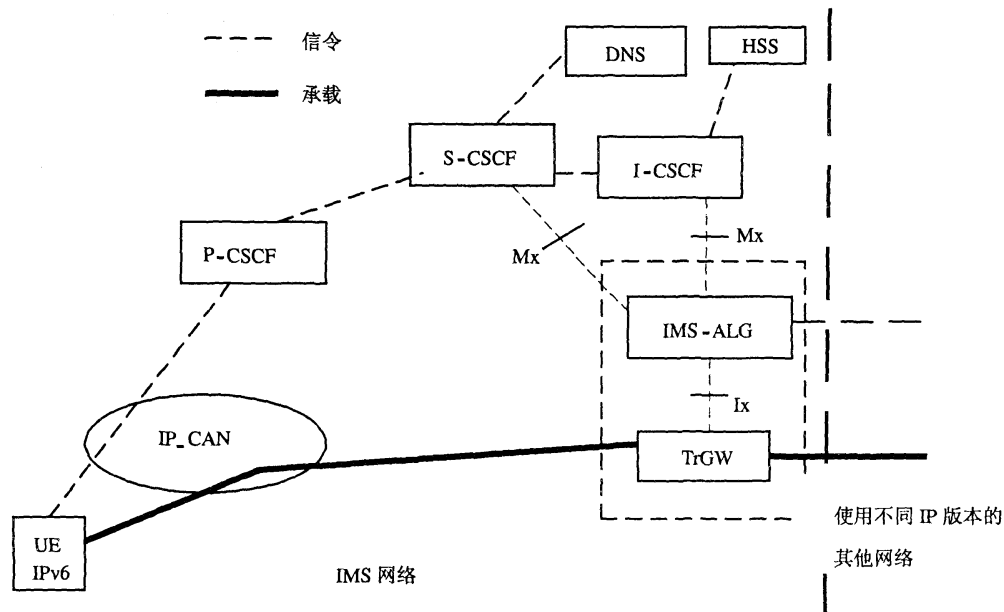 信令
承载
DNS
HSS
S-CSCF
I-CSCF
P-CSCF
Mx
Mx
IMS-ALG
Ix
IP_CAN
TrGW
UE
IPv6
IMS 网络
使用不同 IP 版本的
其他网络